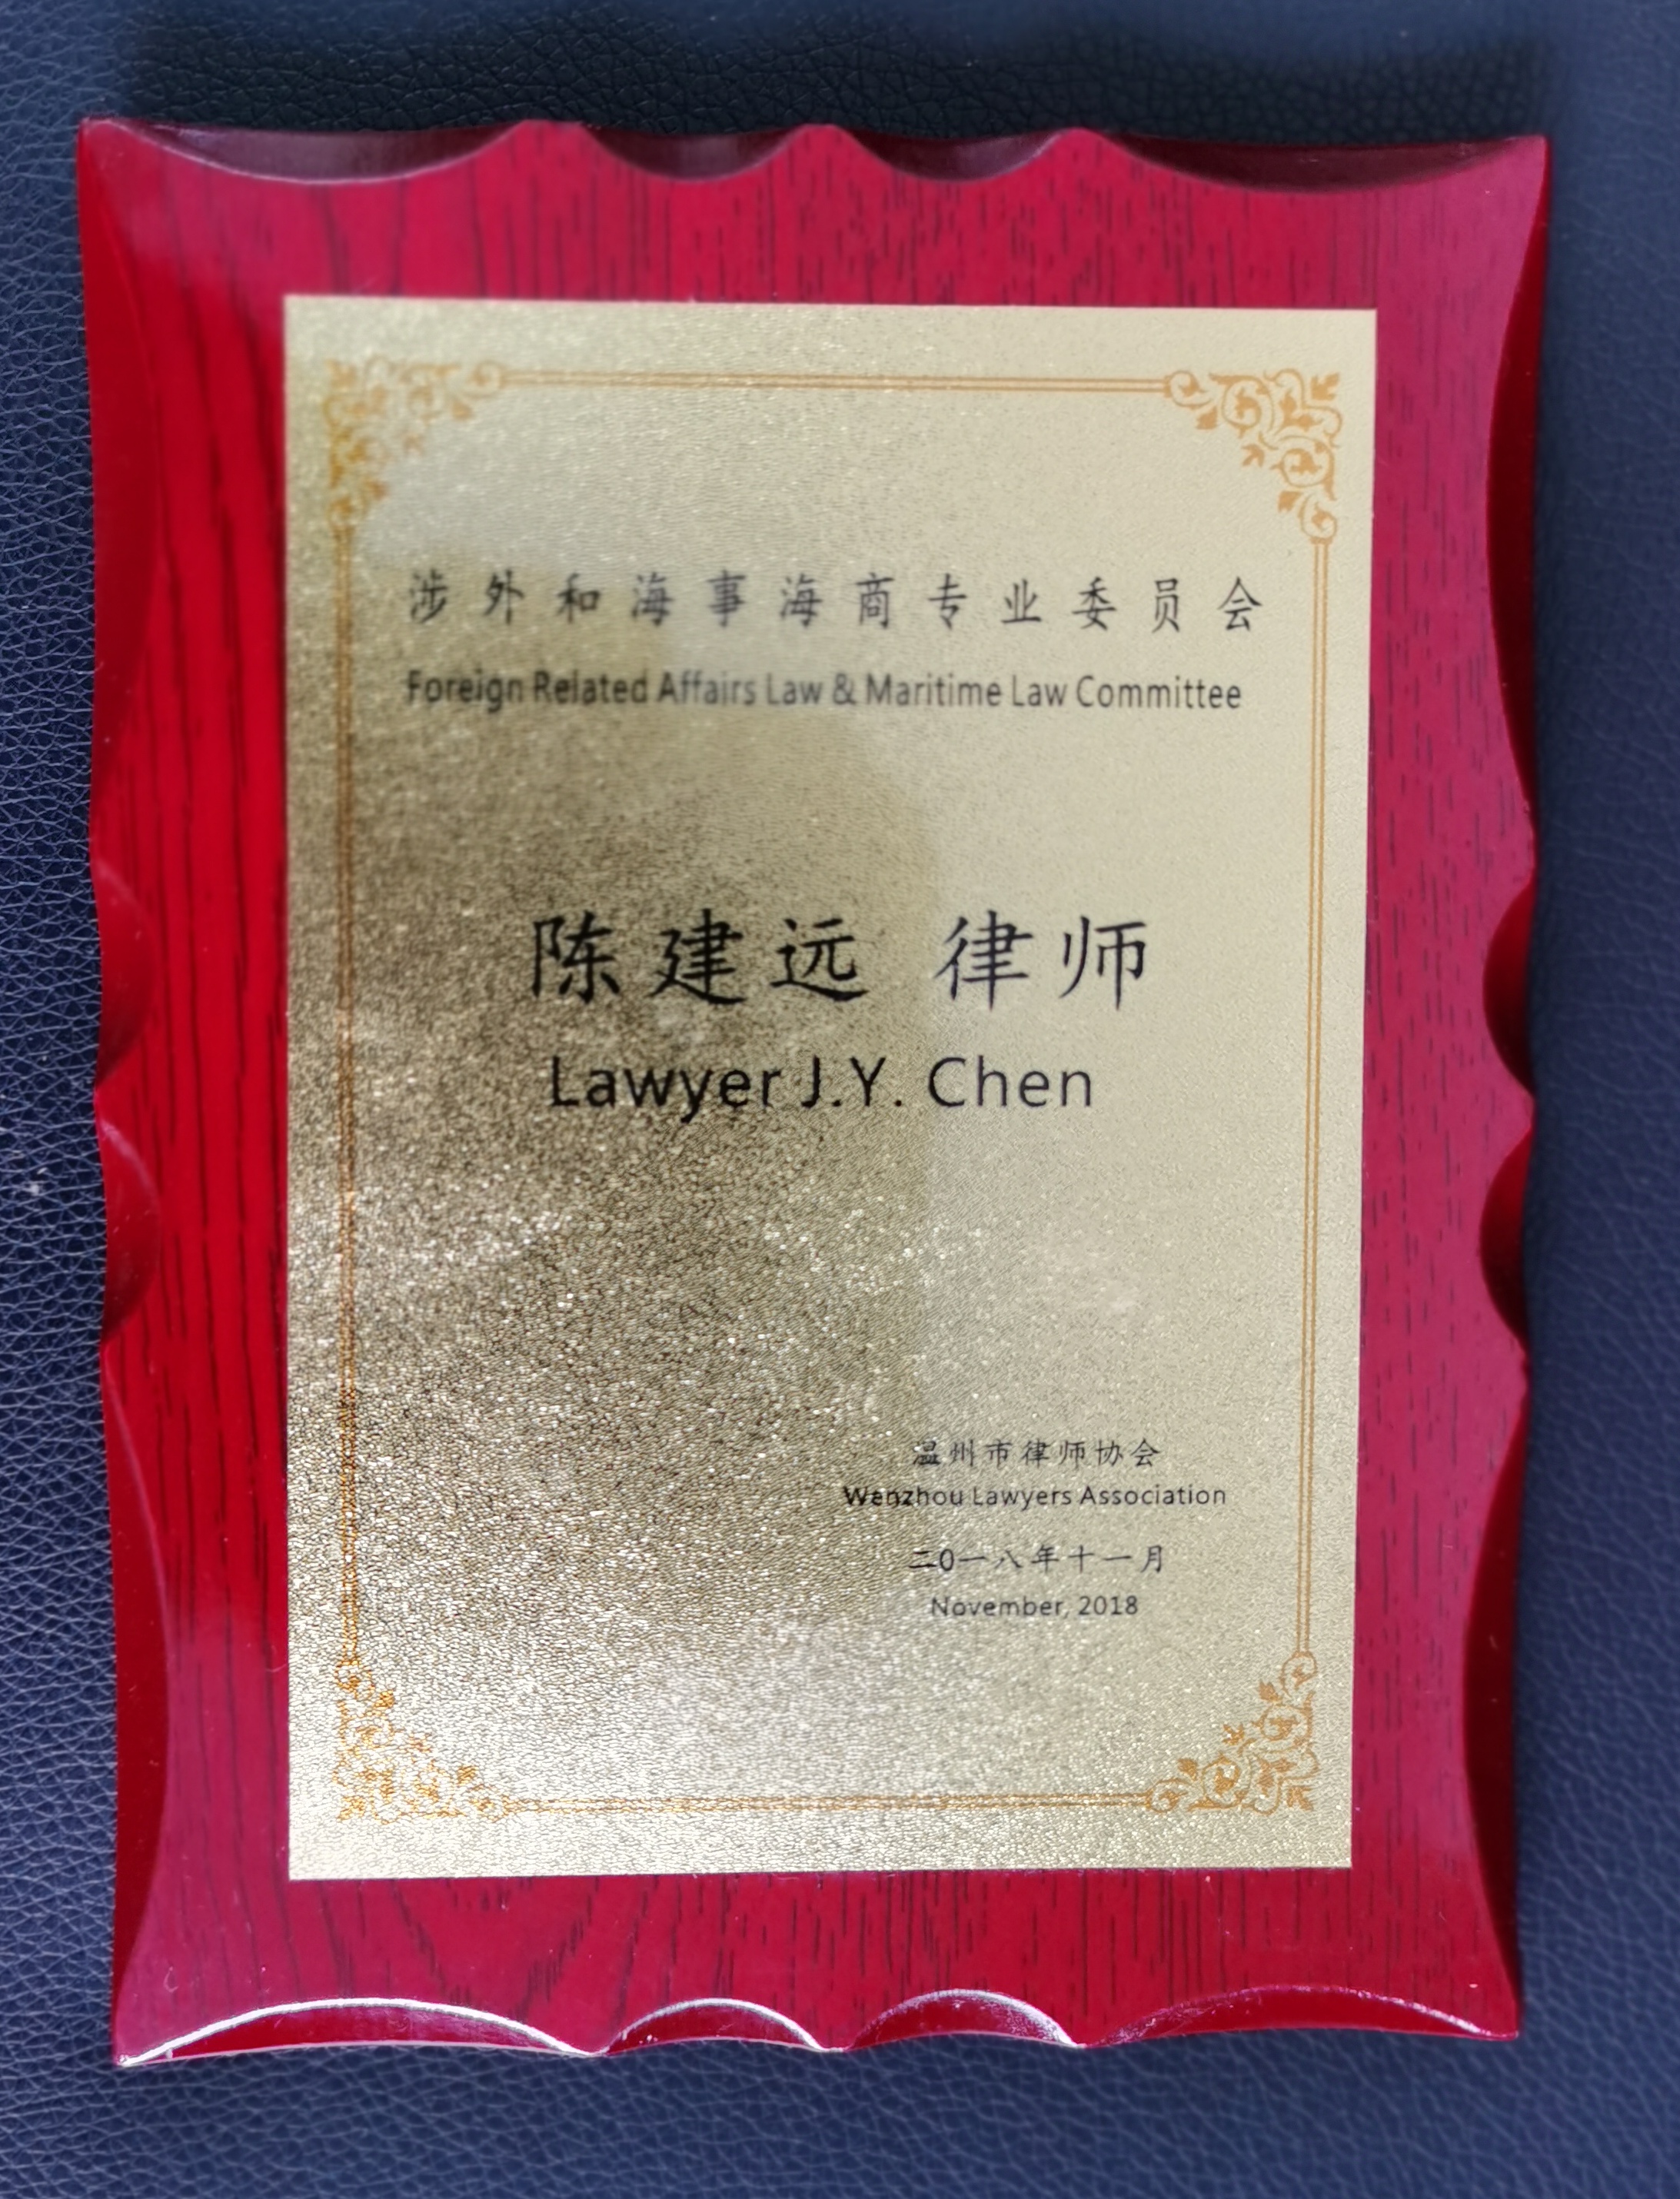 涉外和海事海商专业委员会
Foreign Related Affairs Law & Maritime Law Committee
陈建远 律师
Lawyer J.Y. Chen
温州市律师协会
Wenzhou Lawyers Association
二0一八年十一月
November, 2018